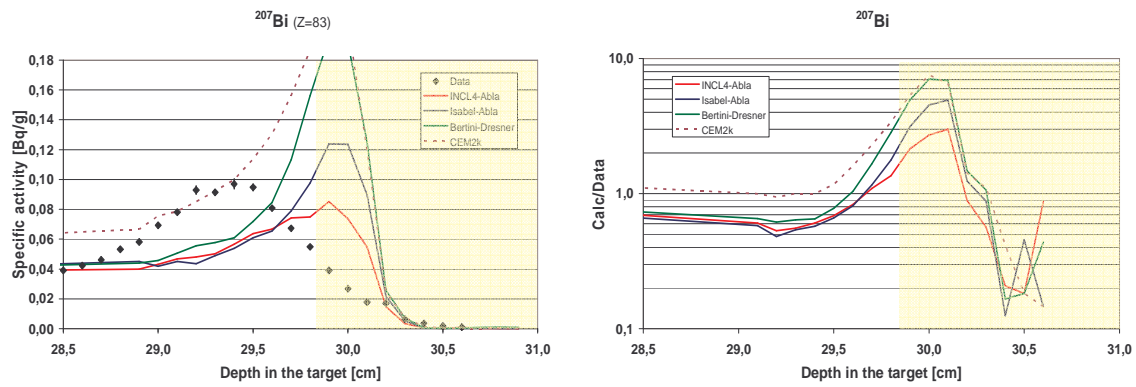 ²⁰⁷Bi (Z=83)
Specific activity [Bq/g]
0,18
0,16
0,14
0,12
0,10
0,08
0,06
0,04
0,02
0,00
Data
INCL4-Abla
Isabel-Abla
Bertini-Dresner
CEM2k
28,5 29,0 29,5 30,0 30,5 31,0
Depth in the target [cm]
²⁰⁷Bi
Calc/Data
10,0
1,0
0,1
INCL4-Abla
Isabel-Abla
Bertini-Dresner
CEM2k
28,5 29,0 29,5 30,0 30,5 31,0
Depth in the target [cm]